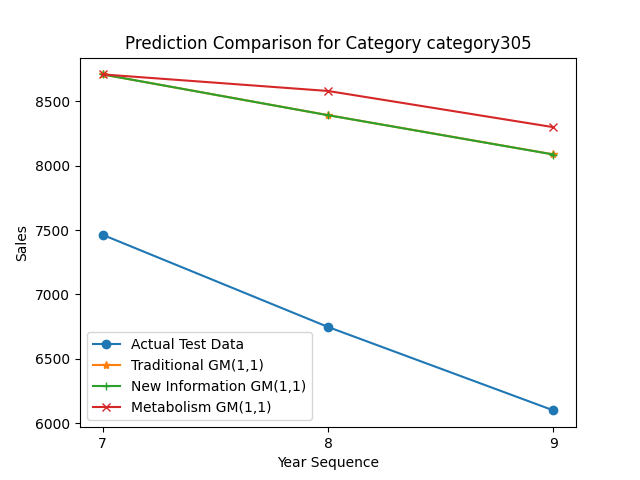 Prediction Comparison for Category category305
Sales
8500
8000
7500
7000
6500
6000
Actual Test Data
Traditional GM(1,1)
New Information GM(1,1)
Metabolism GM(1,1)
7
8
9
Year Sequence